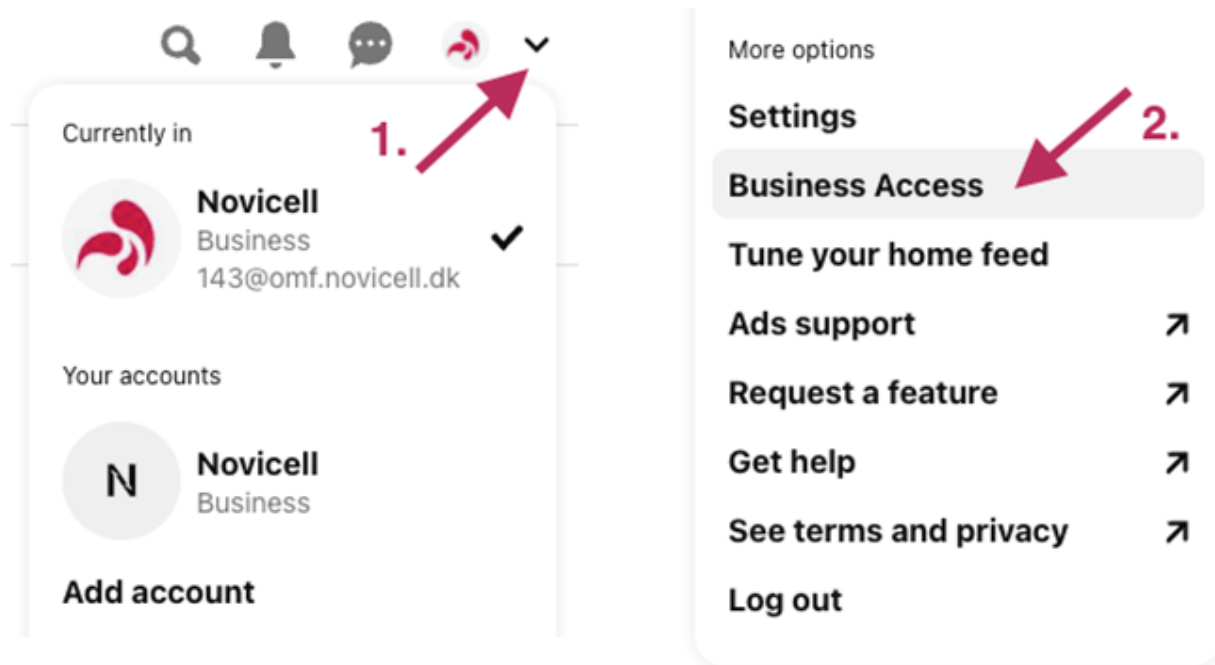 1.
Currently in
Novicell
Business
143@omf.novicell.dk
Your accounts
N
Novicell
Business
Add account
More options
Settings
2.
Business Access
Tune your home feed
Ads support
Request a feature
Get help
See terms and privacy
Log out